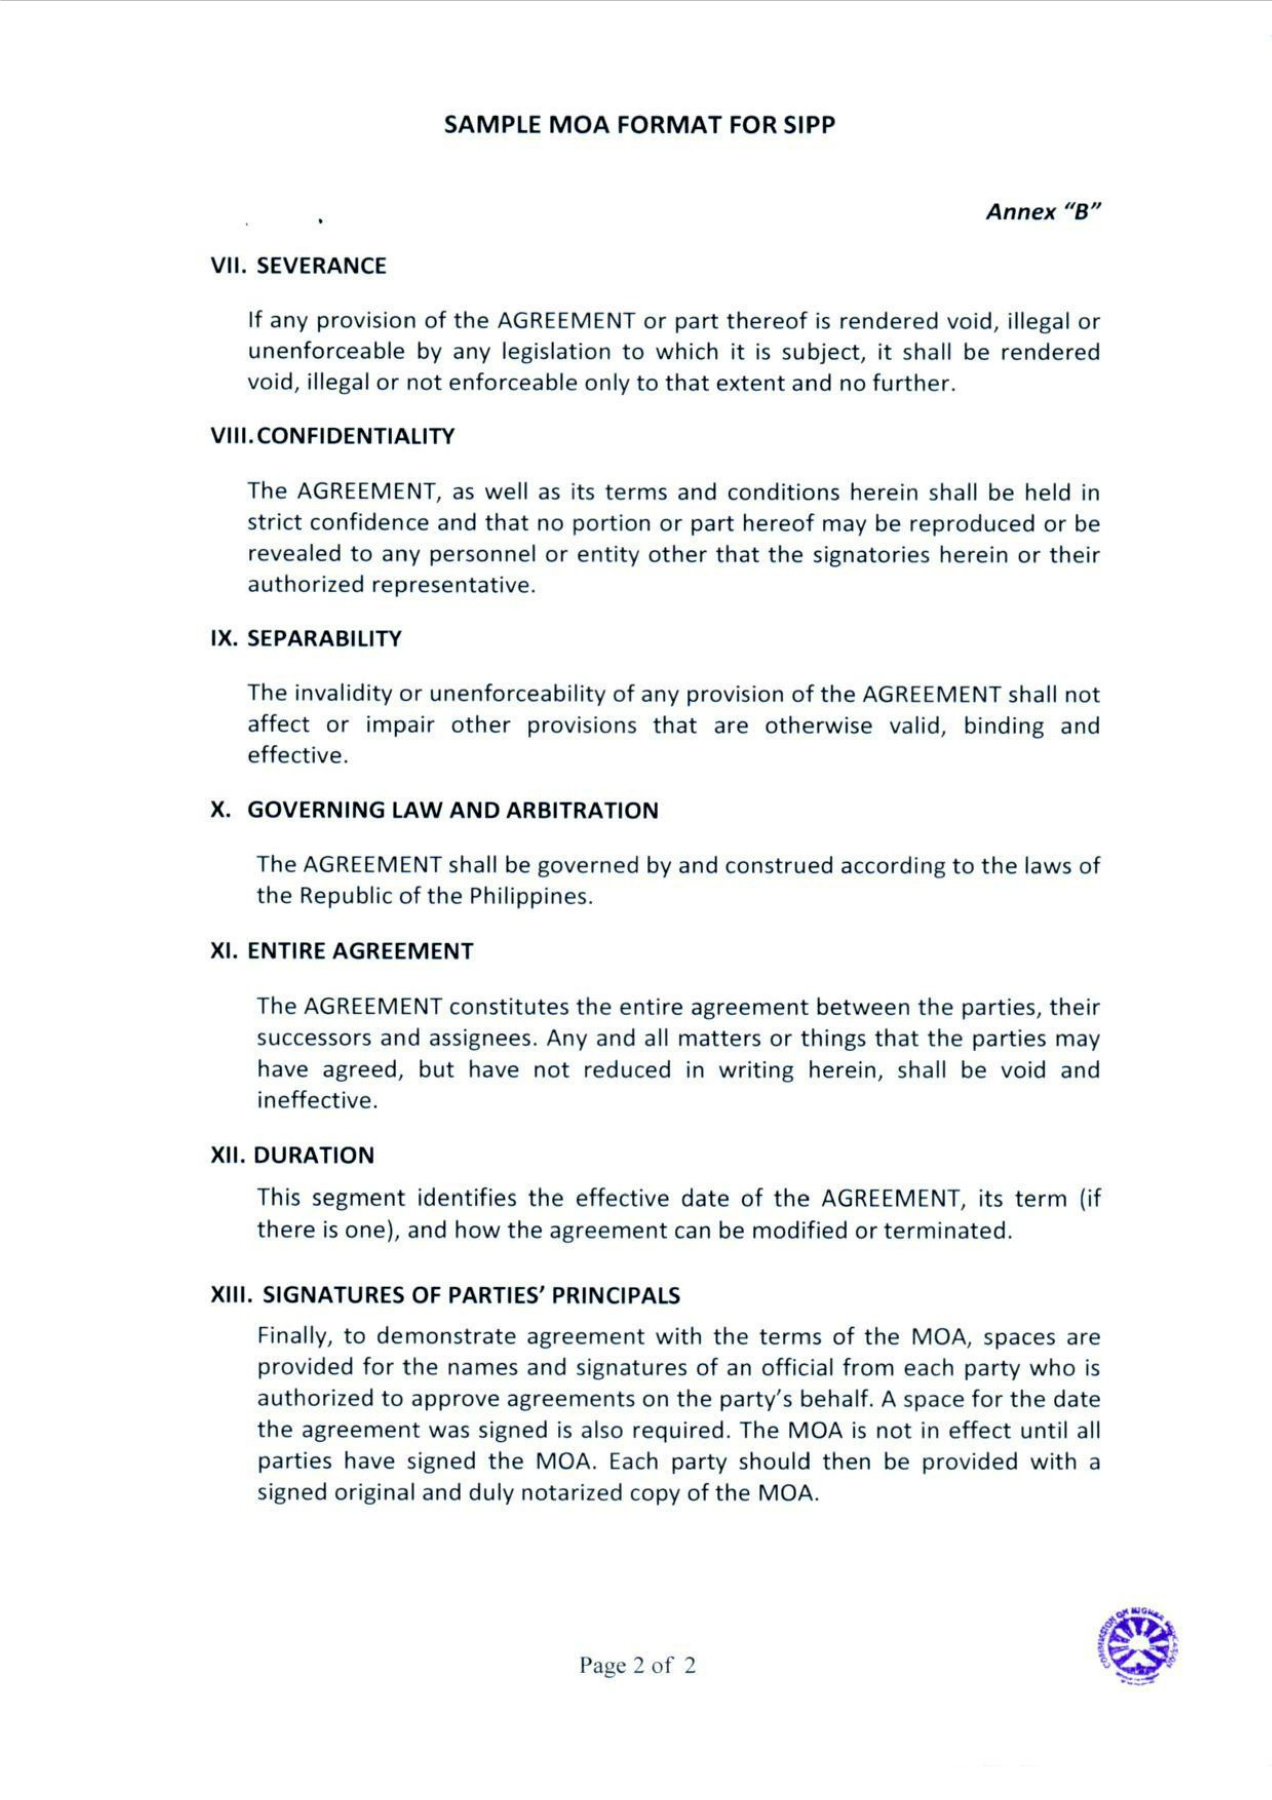 SAMPLE MOA FORMAT FOR SIPP
Annex "B"
VII. SEVERANCE
If any provision of the AGREEMENT or part thereof is rendered void, illegal or
unenforceable by any legislation to which it is subject, it shall be rendered
void, illegal or not enforceable only to that extent and no further.
VIII. CONFIDENTIALITY
The AGREEMENT, as well as its terms and conditions herein shall be held in
strict confidence and that no portion or part hereof may be reproduced or be
revealed to any personnel or entity other that the signatories herein or their
authorized representative.
IX. SEPARABILITY
The invalidity or unenforceability of any provision of the AGREEMENT shall not
affect or impair other provisions that are otherwise valid, binding and
effective.
X. GOVERNING LAW AND ARBITRATION
The AGREEMENT shall be governed by and construed according to the laws of
the Republic of the Philippines.
XI. ENTIRE AGREEMENT
The AGREEMENT constitutes the entire agreement between the parties, their
successors and assignees. Any and all matters or things that the parties may
have agreed, but have not reduced in writing herein, shall be void and
ineffective.
XII. DURATION
This segment identifies the effective date of the AGREEMENT, its term (if
there is one), and how the agreement can be modified or terminated.
XIII. SIGNATURES OF PARTIES' PRINCIPALS
Finally, to demonstrate agreement with the terms of the MOA, spaces are
provided for the names and signatures of an official from each party who is
authorized to approve agreements on the party's behalf. A space for the date
the agreement was signed is also required. The MOA is not in effect until all
parties have signed the MOA. Each party should then be provided with a
signed original and duly notarized copy of the MOA.
COMMISSION ON HIGHER EDUCATION
Page 2 of 2